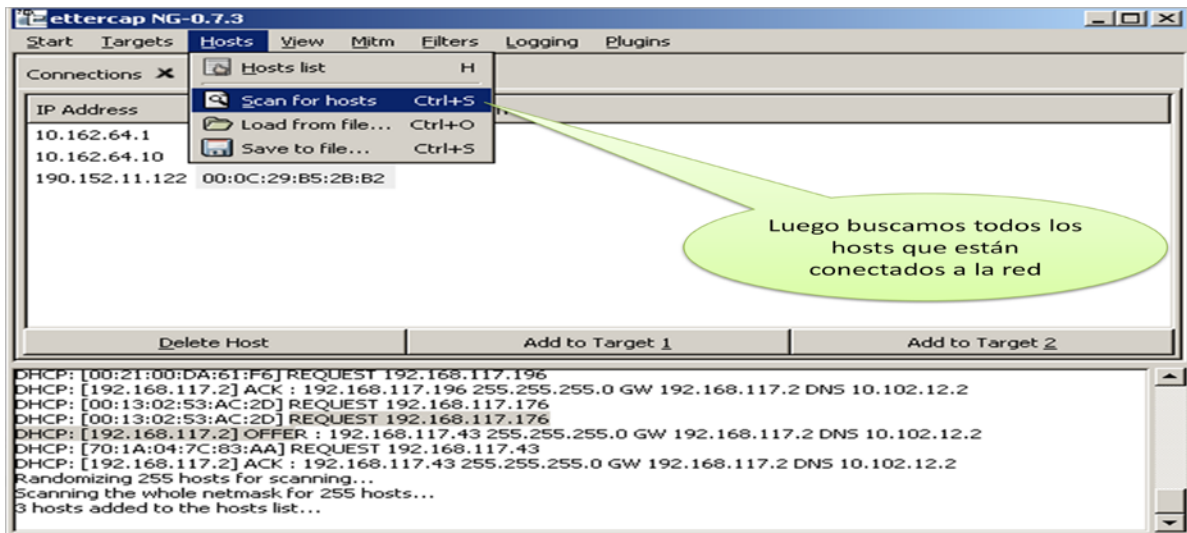 ettercap NG-0.7.3
Start Targets Hosts View Mitm Filters Logging Plugins
Connections
Hosts list H
Scan for hosts Ctrl+S
Load from file... Ctrl+O
Save to file... Ctrl+S
IP Address
10.162.64.1
10.162.64.10
190.152.11.122 00:0C:29:B5:2B:B2
Luego buscamos todos los
hosts que están
conectados a la red
Delete Host Add to Target 1 Add to Target 2
DHCP: [00:21:00:DA:61:F6] REQUEST 192.168.117.196
DHCP: [192.168.117.2] ACK : 192.168.117.196 255.255.255.0 GW 192.168.117.2 DNS 10.102.12.2
DHCP: [00:13:02:53:AC:2D] REQUEST 192.168.117.176
DHCP: [00:13:02:53:AC:2D] REQUEST 192.168.117.176
DHCP: [192.168.117.2] OFFER : 192.168.117.43 255.255.255.0 GW 192.168.117.2 DNS 10.102.12.2
DHCP: [70:1A:04:7C:83:AA] REQUEST 192.168.117.43
DHCP: [192.168.117.2] ACK : 192.168.117.43 255.255.255.0 GW 192.168.117.2 DNS 10.102.12.2
Randomizing 255 hosts for scanning...
Scanning the whole netmask for 255 hosts...
3 hosts added to the hosts list...